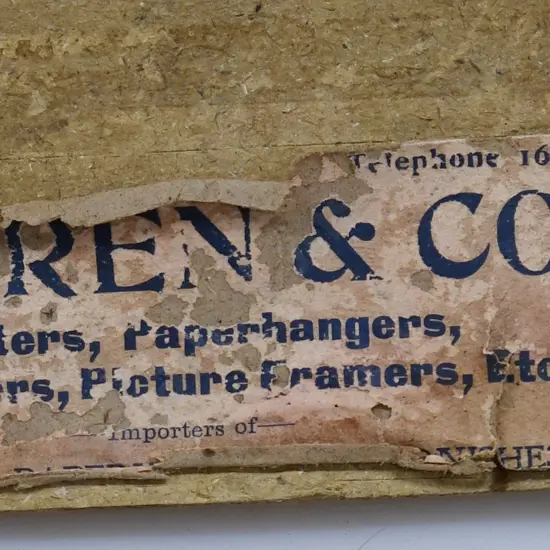 Telephone 16
REN & CO
ters, Paperhangers,
ers, Picture Framers, Etc
— Importers of —